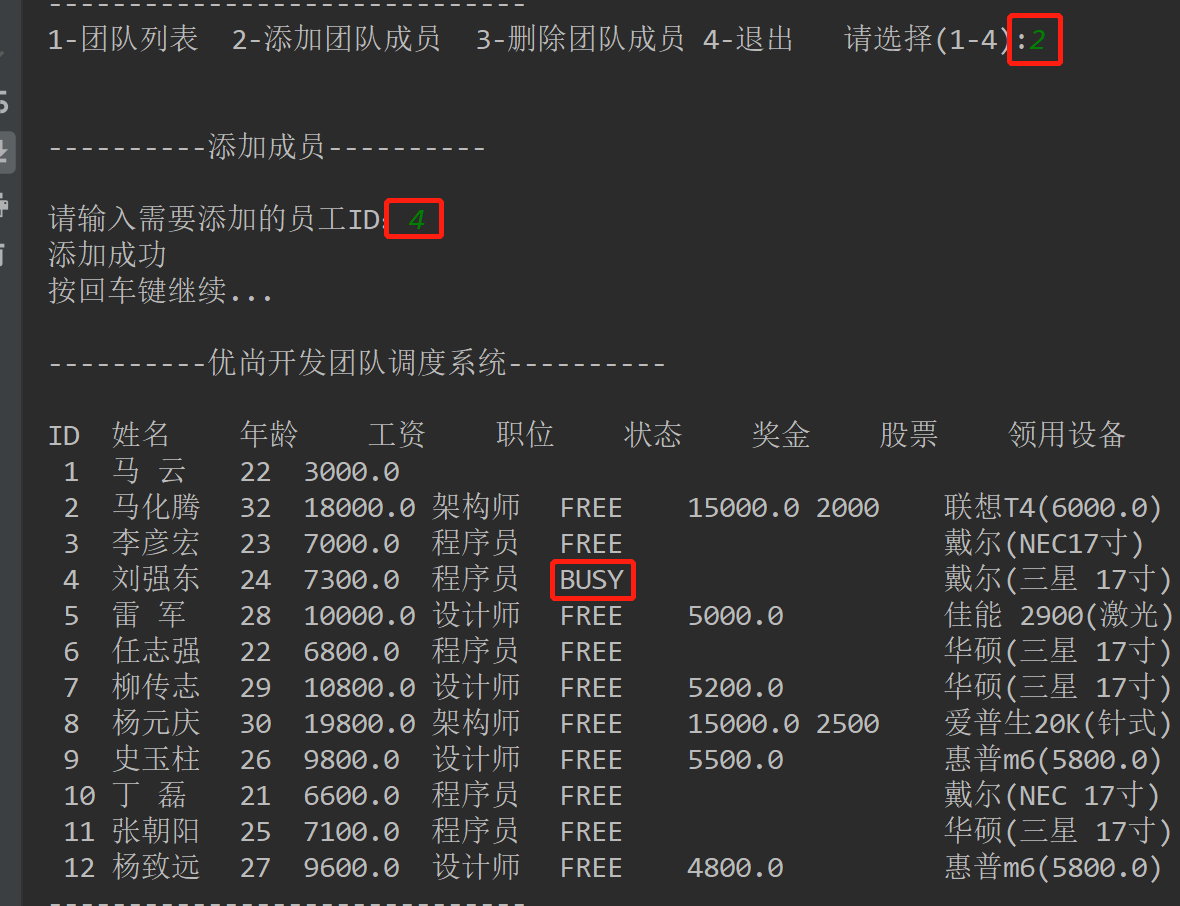 ------------------------------
1-团队列表  2-添加团队成员  3-删除团队成员 4-退出   请选择(1-4):2
----------添加成员----------
请输入需要添加的员工ID: 4
添加成功
按回车键继续...
----------优尚开发团队调度系统----------
ID  姓名    年龄    工资    职位    状态    奖金    股票    领用设备
1  马 云   22  3000.0
2  马化腾  32  18000.0 架构师  FREE    15000.0 2000    联想T4(6000.0)
3  李彦宏  23  7000.0  程序员  FREE                    戴尔(NEC17寸)
4  刘强东  24  7300.0  程序员  BUSY                    戴尔(三星 17寸)
5  雷 军   28  10000.0 设计师  FREE    5000.0          佳能 2900(激光)
6  任志强  22  6800.0  程序员  FREE                    华硕(三星 17寸)
7  柳传志  29  10800.0 设计师  FREE    5200.0          华硕(三星 17寸)
8  杨元庆  30  19800.0 架构师  FREE    15000.0 2500    爱普生20K(针式)
9  史玉柱  26  9800.0  设计师  FREE    5500.0          惠普m6(5800.0)
10 丁 磊   21  6600.0  程序员  FREE                    戴尔(NEC 17寸)
11 张朝阳  25  7100.0  程序员  FREE                    华硕(三星 17寸)
12 杨致远  27  9600.0  设计师  FREE    4800.0          惠普m6(5800.0)
------------------------------